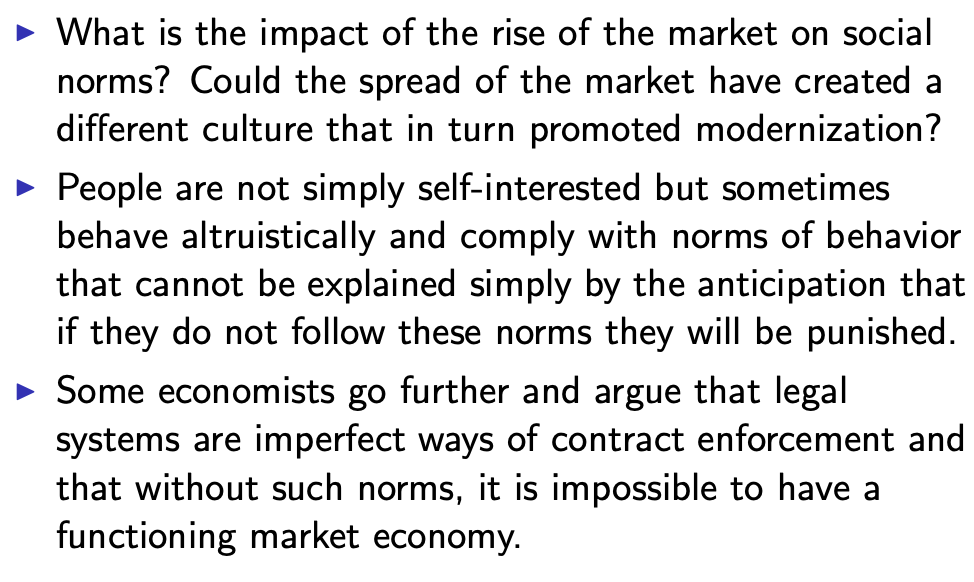 ▶ What is the impact of the rise of the market on social
norms? Could the spread of the market have created a
different culture that in turn promoted modernization?
▶ People are not simply self-interested but sometimes
behave altruistically and comply with norms of behavior
that cannot be explained simply by the anticipation that
if they do not follow these norms they will be punished.
▶ Some economists go further and argue that legal
systems are imperfect ways of contract enforcement and
that without such norms, it is impossible to have a
functioning market economy.